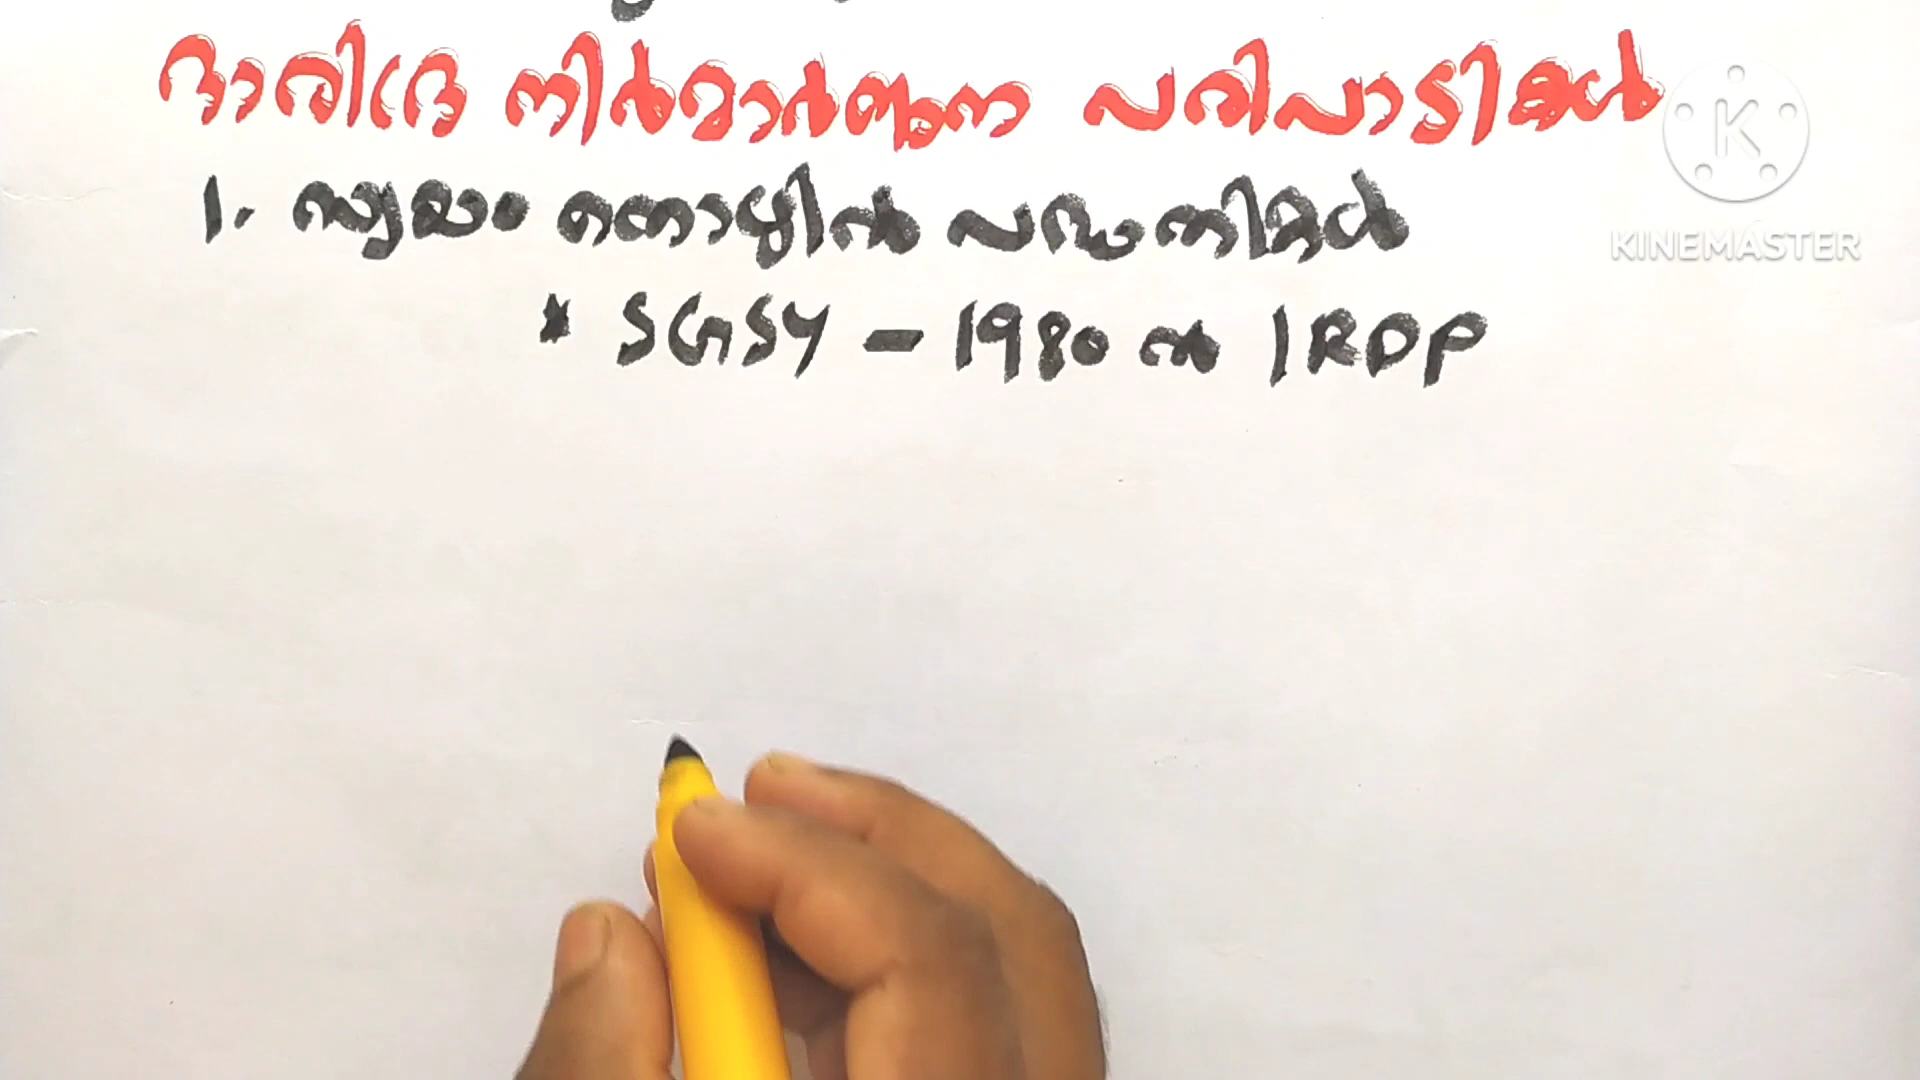 ദാരിദ്ര നിർമാർജ്ജന പരിപാടികൾ
1. സ്വയം തൊഴിൽ പദ്ധതികൾ
* SGSY - 1980 ൽ IRDP
K
KINEMASTER